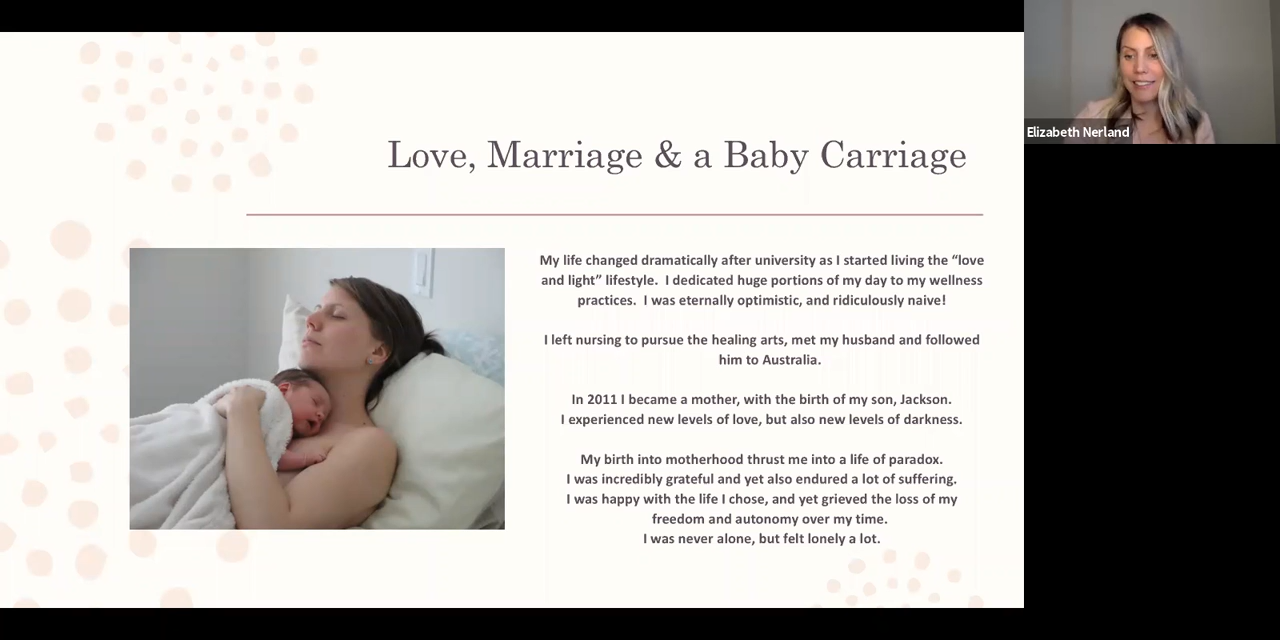 Elizabeth Nerland
Love, Marriage & a Baby Carriage
My life changed dramatically after university as I started living the “love
and light” lifestyle.  I dedicated huge portions of my day to my wellness
practices.  I was eternally optimistic, and ridiculously naive!
I left nursing to pursue the healing arts, met my husband and followed
him to Australia.
In 2011 I became a mother, with the birth of my son, Jackson.
I experienced new levels of love, but also new levels of darkness.
My birth into motherhood thrust me into a life of paradox.
I was incredibly grateful and yet also endured a lot of suffering.
I was happy with the life I chose, and yet grieved the loss of my
freedom and autonomy over my time.
I was never alone, but felt lonely a lot.